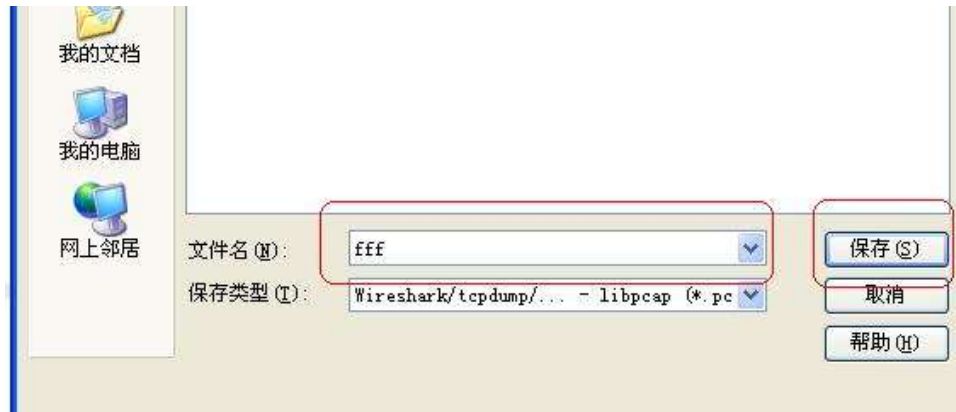 我的文档
我的电脑
网上邻居
文件名(N):
fff
保存(S)
保存类型(T):
Wireshark/tcpdump/... - libpcap (*.pc
取消
帮助(H)